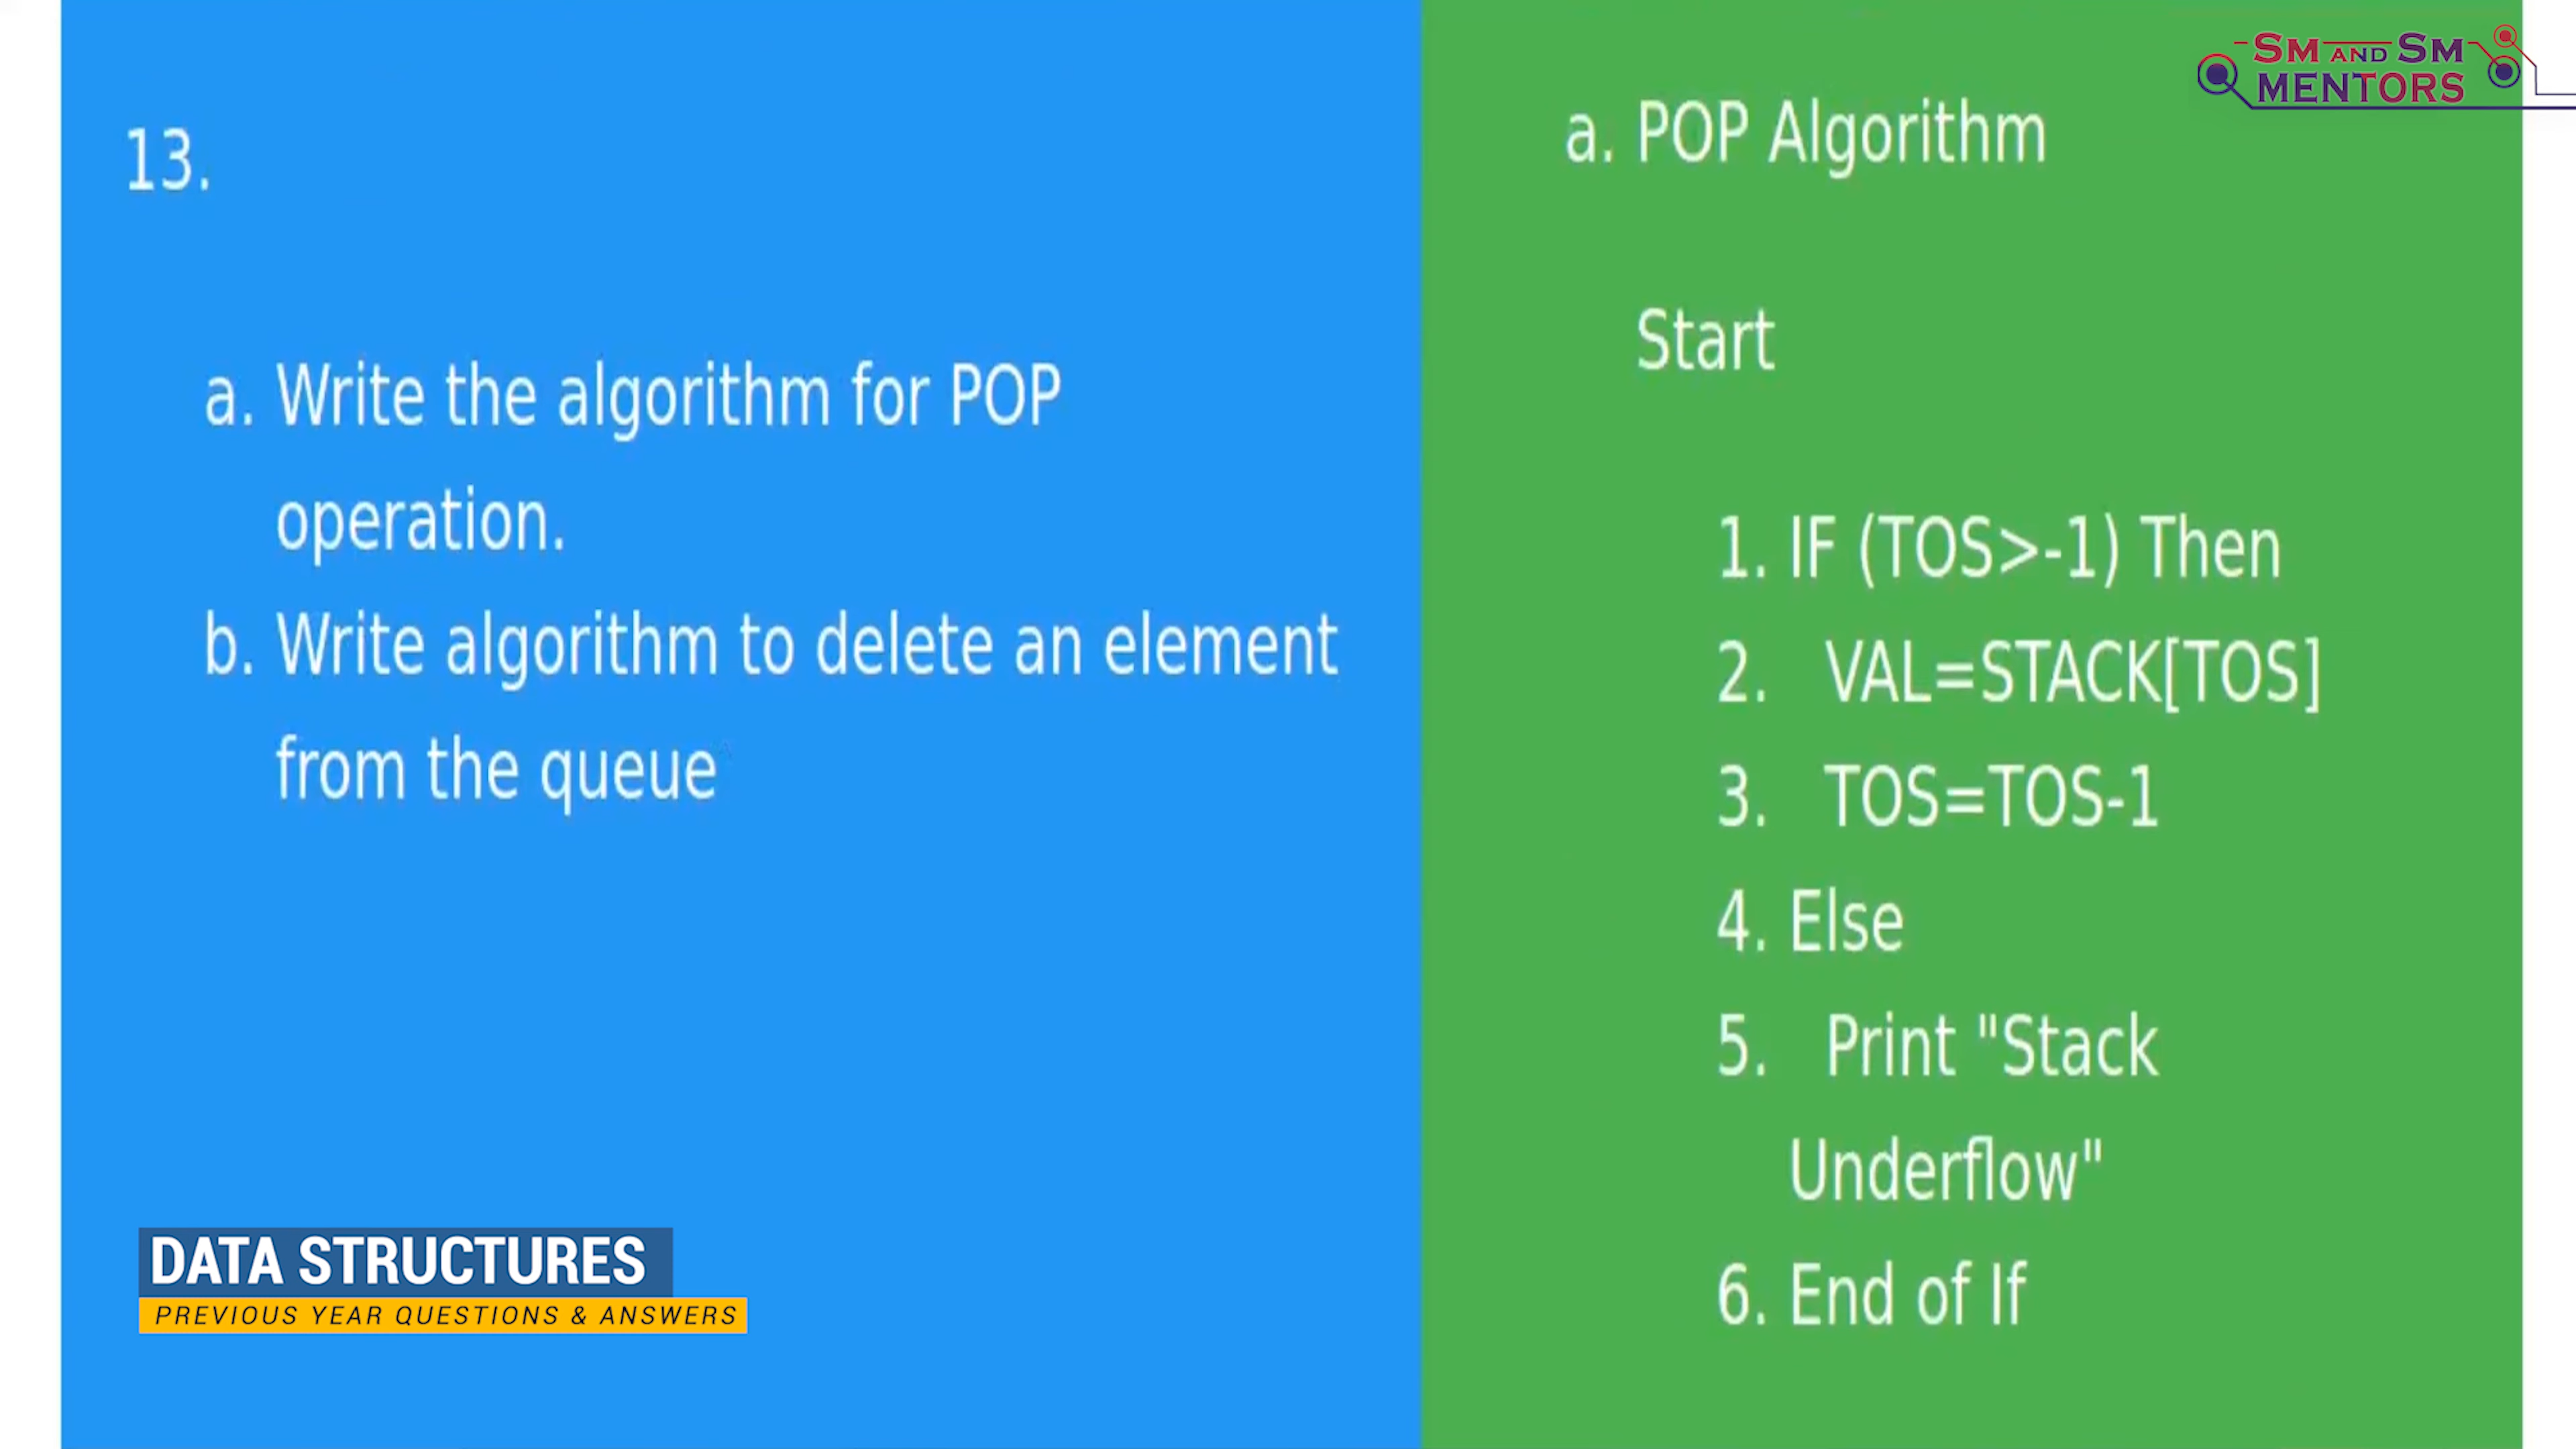 13.
a. Write the algorithm for POP
operation.
b. Write algorithm to delete an element
from the queue
DATA STRUCTURES
PREVIOUS YEAR QUESTIONS & ANSWERS
SM AND SM
MENTORS
a. POP Algorithm
Start
1. IF (TOS>-1) Then
2. VAL=STACK[TOS]
3. TOS=TOS-1
4. Else
5. Print "Stack
Underflow"
6. End of If